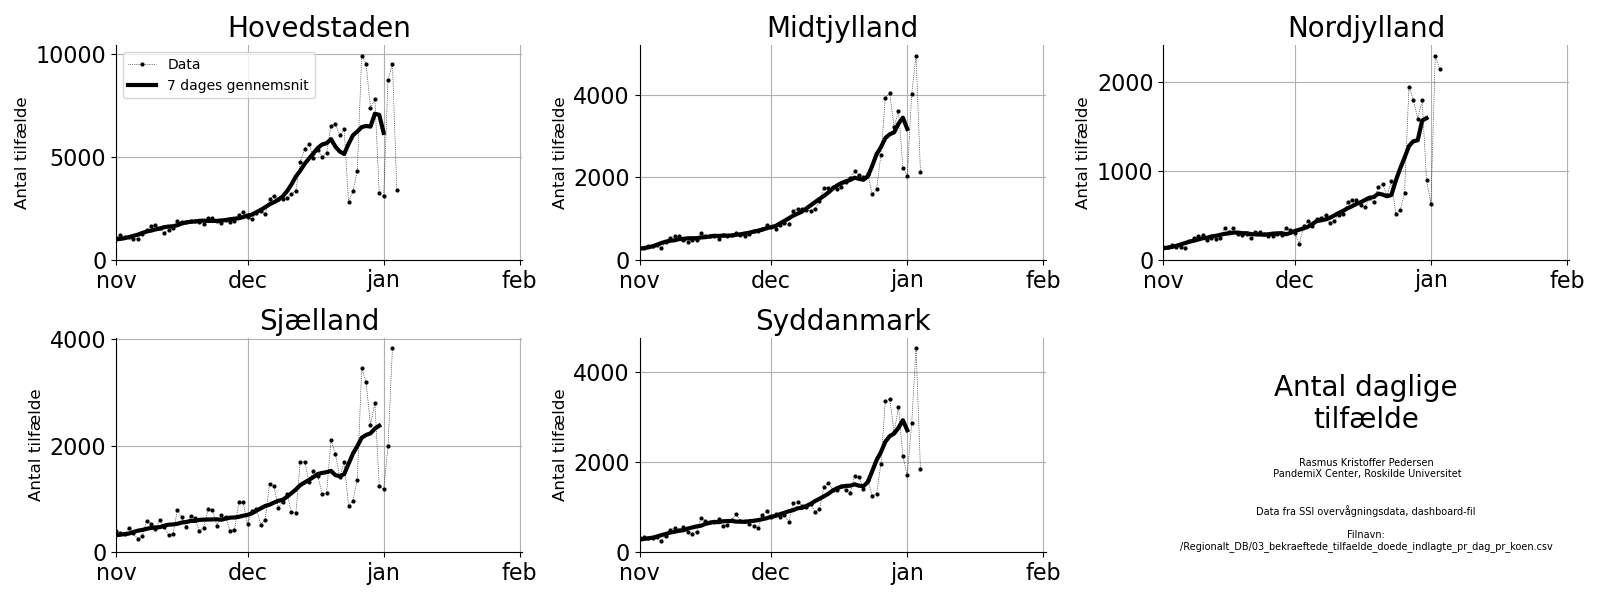 Hovedstaden
Antal tilfælde
10000
5000
0
Data
7 dages gennemsnit
nov
dec
jan
feb
Midtjylland
Antal tilfælde
4000
2000
0
nov
dec
jan
feb
Nordjylland
Antal tilfælde
2000
1000
0
nov
dec
jan
feb
Sjælland
Antal tilfælde
4000
2000
0
nov
dec
jan
feb
Syddanmark
Antal tilfælde
4000
2000
0
nov
dec
jan
feb
Antal daglige
tilfælde
Rasmus Kristoffer Pedersen
PandemiX Center, Roskilde Universitet
Data fra SSI overvågningsdata, dashboard-fil
Filnavn:
/Regionalt_DB/03_bekraeftede_tilfaelde_doede_indlagte_pr_dag_pr_koen.csv